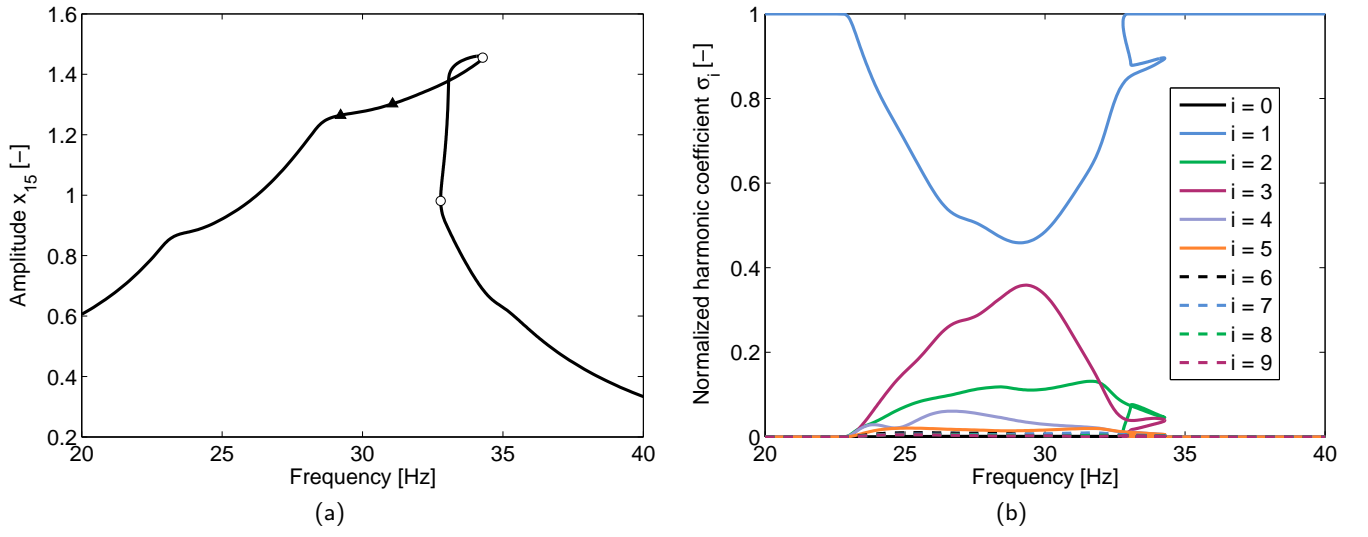 1.6
1.4
1.2
1
0.8
0.6
0.4
0.2
Amplitude x₁₅ [−]
20 25 30 35 40
Frequency [Hz]
(a)
1
0.8
0.6
0.4
0.2
0
Normalized harmonic coefficient σᵢ [−]
i = 0
i = 1
i = 2
i = 3
i = 4
i = 5
i = 6
i = 7
i = 8
i = 9
20 25 30 35 40
Frequency [Hz]
(b)